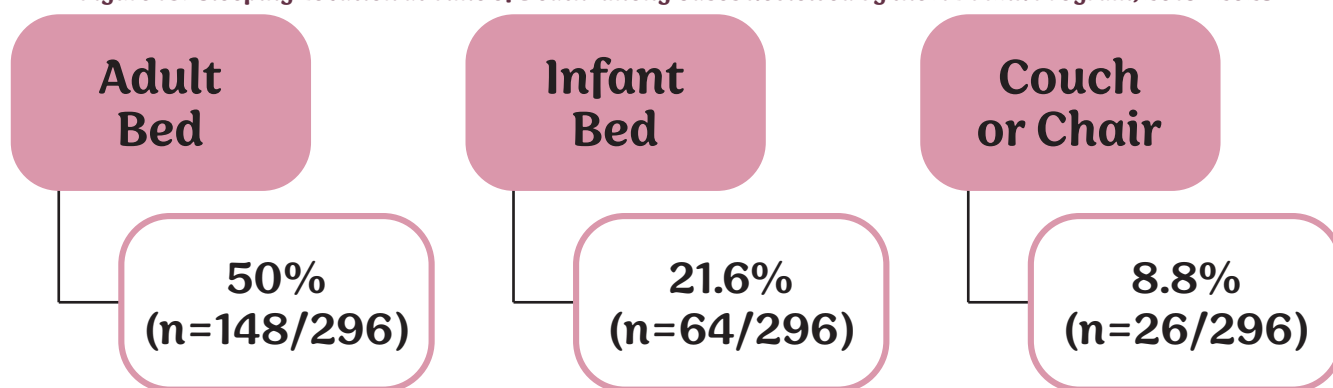 Adult
Bed
Infant
Bed
Couch
or Chair
50%
(n=148/296)
21.6%
(n=64/296)
8.8%
(n=26/296)